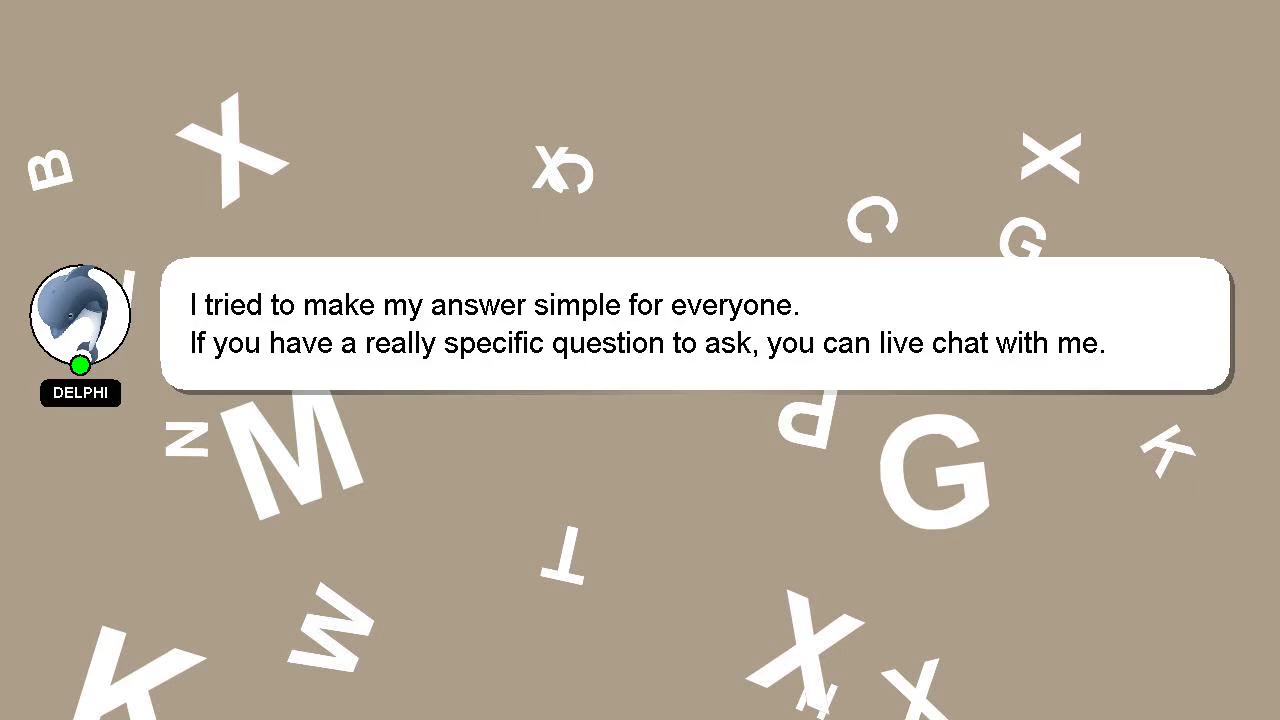 B
X
X
C
X
C
G
I tried to make my answer simple for everyone.
If you have a really specific question to ask, you can live chat with me.
DELPHI
N
M
P
G
K
T
W
X
K
X